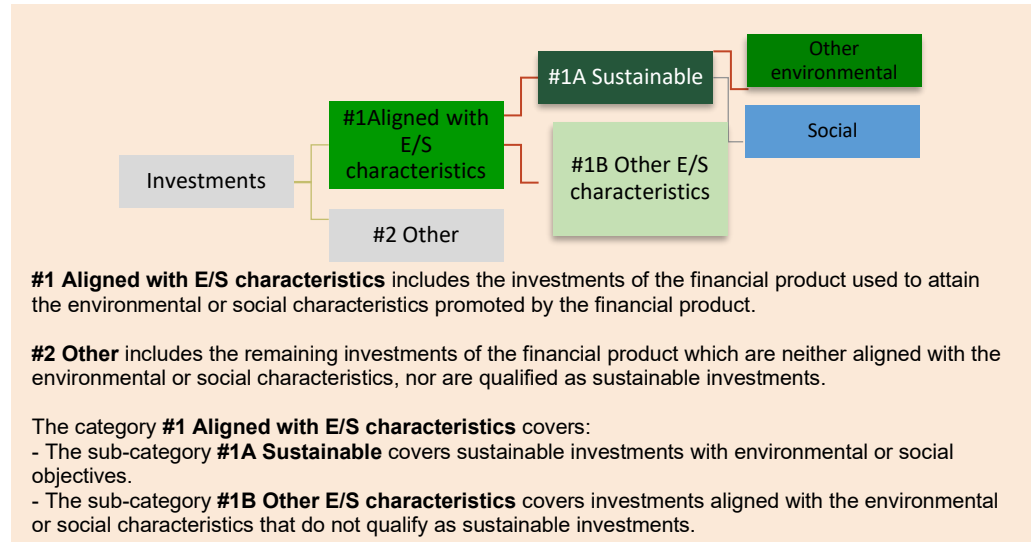 Other
environmental
#1A Sustainable
#1Aligned with
E/S
characteristics
Social
#1B Other E/S
characteristics
Investments
#2 Other
#1 Aligned with E/S characteristics includes the investments of the financial product used to attain
the environmental or social characteristics promoted by the financial product.
#2 Other includes the remaining investments of the financial product which are neither aligned with the
environmental or social characteristics, nor are qualified as sustainable investments.
The category #1 Aligned with E/S characteristics covers:
- The sub-category #1A Sustainable covers sustainable investments with environmental or social
objectives.
- The sub-category #1B Other E/S characteristics covers investments aligned with the environmental
or social characteristics that do not qualify as sustainable investments.